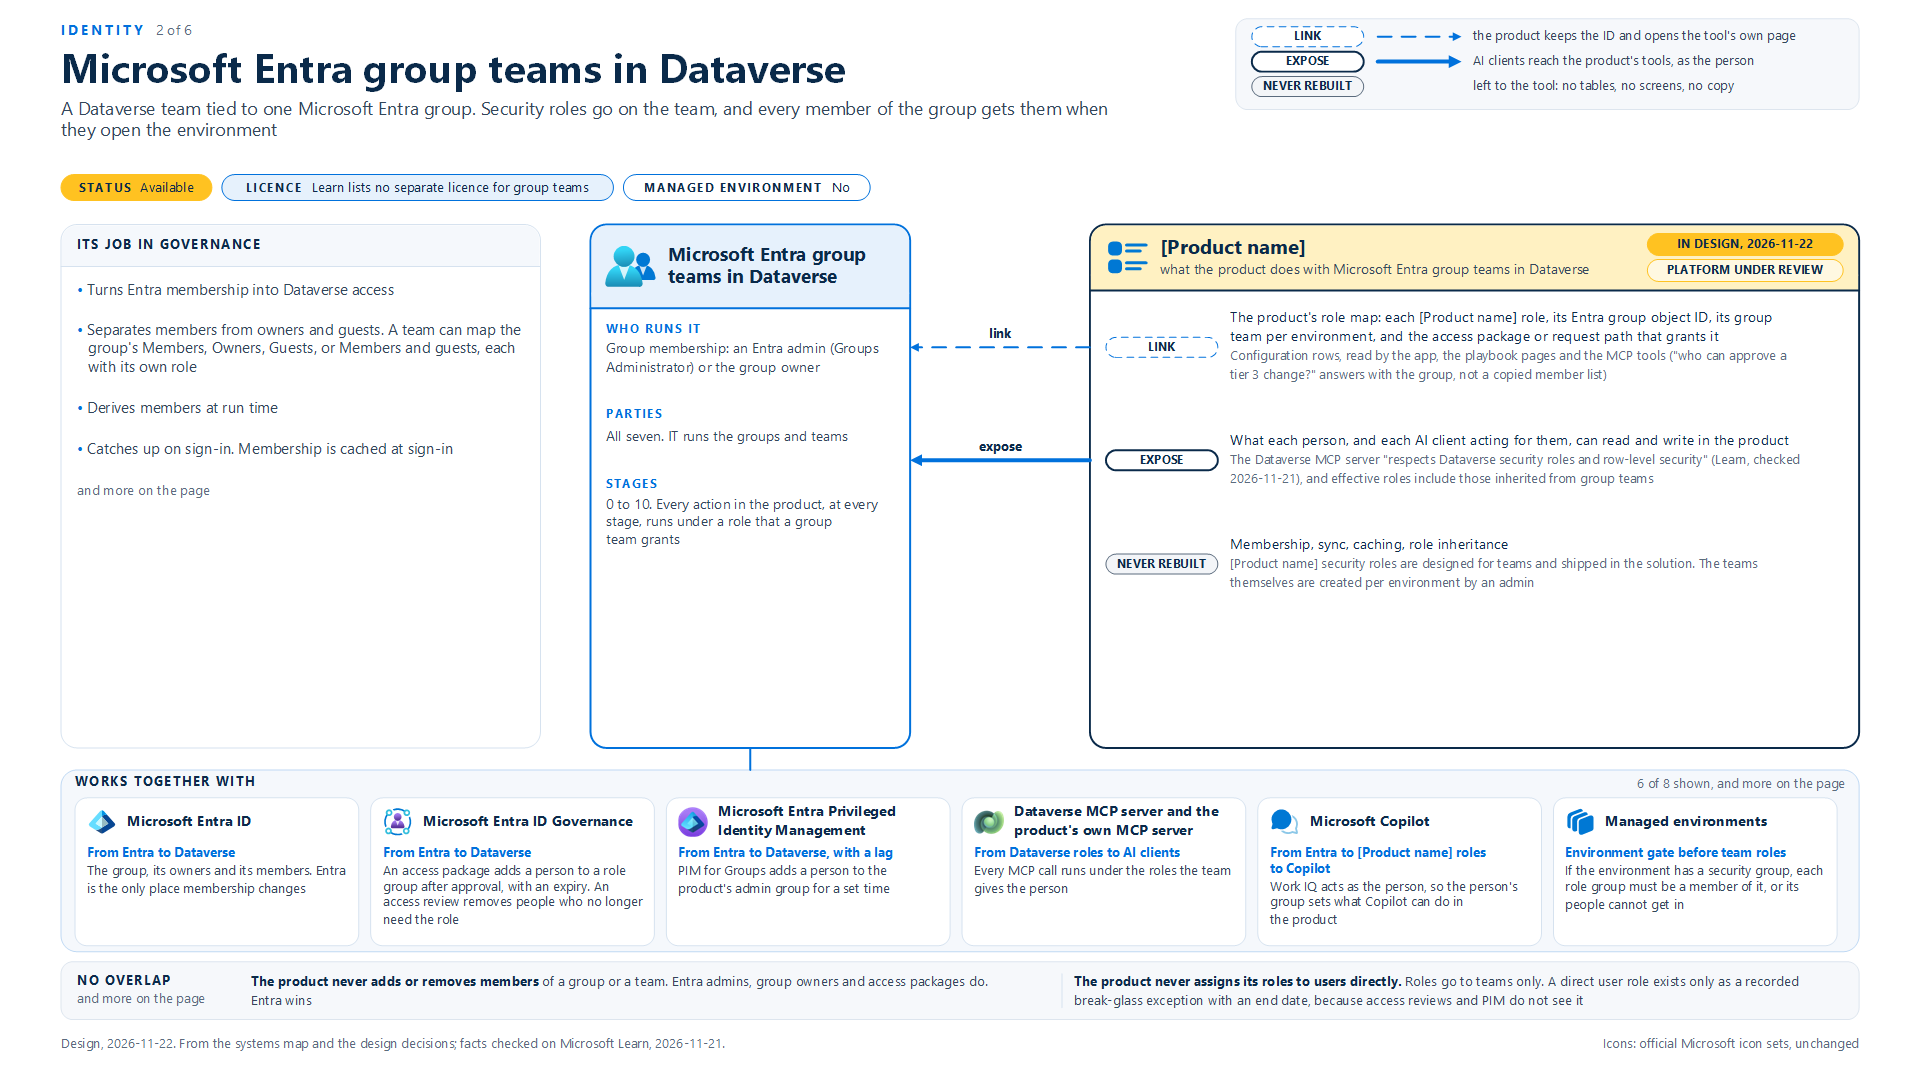 IDENTITY 2 of 6
Microsoft Entra group teams in Dataverse
A Dataverse team tied to one Microsoft Entra group. Security roles go on the team, and every member of the group gets them when
they open the environment
LINK
the product keeps the ID and opens the tool's own page
EXPOSE
AI clients reach the product's tools, as the person
NEVER REBUILT
left to the tool: no tables, no screens, no copy
STATUS Available
LICENCE Learn lists no separate licence for group teams
MANAGED ENVIRONMENT No
ITS JOB IN GOVERNANCE
• Turns Entra membership into Dataverse access
• Separates members from owners and guests. A team can map the
group's Members, Owners, Guests, or Members and guests, each
with its own role
• Derives members at run time
• Catches up on sign-in. Membership is cached at sign-in
and more on the page
Microsoft Entra group
teams in Dataverse
WHO RUNS IT
Group membership: an Entra admin (Groups
Administrator) or the group owner
PARTIES
All seven. IT runs the groups and teams
STAGES
0 to 10. Every action in the product, at every
stage, runs under a role that a group
team grants
link
expose
[Product name]
what the product does with Microsoft Entra group teams in Dataverse
IN DESIGN, 2026-11-22
PLATFORM UNDER REVIEW
LINK
The product's role map: each [Product name] role, its Entra group object ID, its group
team per environment, and the access package or request path that grants it
Configuration rows, read by the app, the playbook pages and the MCP tools ("who can approve a
tier 3 change?" answers with the group, not a copied member list)
EXPOSE
What each person, and each AI client acting for them, can read and write in the product
The Dataverse MCP server "respects Dataverse security roles and row-level security" (Learn, checked
2026-11-21), and effective roles include those inherited from group teams
NEVER REBUILT
Membership, sync, caching, role inheritance
[Product name] security roles are designed for teams and shipped in the solution. The teams
themselves are created per environment by an admin
WORKS TOGETHER WITH
6 of 8 shown, and more on the page
Microsoft Entra ID
From Entra to Dataverse
The group, its owners and its members. Entra
is the only place membership changes
Microsoft Entra ID Governance
From Entra to Dataverse
An access package adds a person to a role
group after approval, with an expiry. An
access review removes people who no longer
need the role
Microsoft Entra Privileged
Identity Management
From Entra to Dataverse, with a lag
PIM for Groups adds a person to the
product's admin group for a set time
Dataverse MCP server and the
product's own MCP server
From Dataverse roles to AI clients
Every MCP call runs under the roles the team
gives the person
Microsoft Copilot
From Entra to [Product name] roles
to Copilot
Work IQ acts as the person, so the person's
group sets what Copilot can do in
the product
Managed environments
Environment gate before team roles
If the environment has a security group, each
role group must be a member of it, or its
people cannot get in
NO OVERLAP
and more on the page
The product never adds or removes members of a group or a team. Entra admins, group owners and access packages do.
Entra wins
The product never assigns its roles to users directly. Roles go to teams only. A direct user role exists only as a recorded
break-glass exception with an end date, because access reviews and PIM do not see it
Design, 2026-11-22. From the systems map and the design decisions; facts checked on Microsoft Learn, 2026-11-21.
Icons: official Microsoft icon sets, unchanged